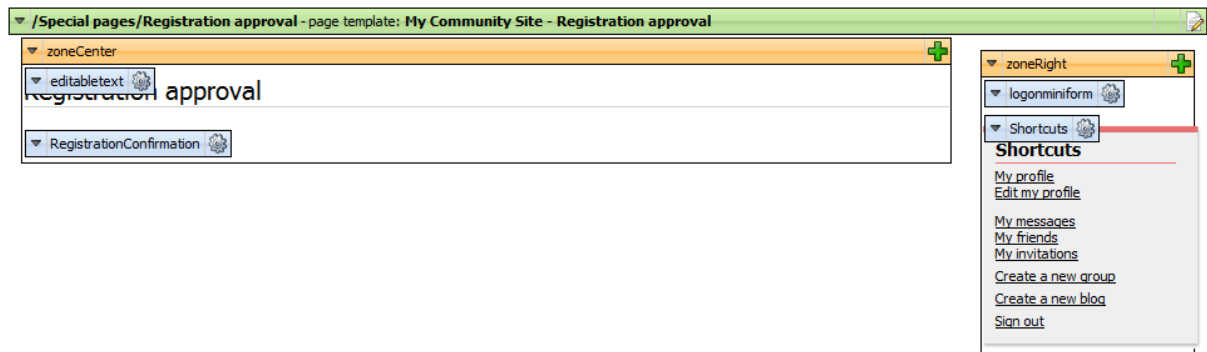 /Special pages/Registration approval - page template: My Community Site - Registration approval
zoneCenter
editabletext
Registration approval
RegistrationConfirmation
zoneRight
logonminiform
Shortcuts
Shortcuts
My profile
Edit my profile
My messages
My friends
My invitations
Create a new group
Create a new blog
Sign out